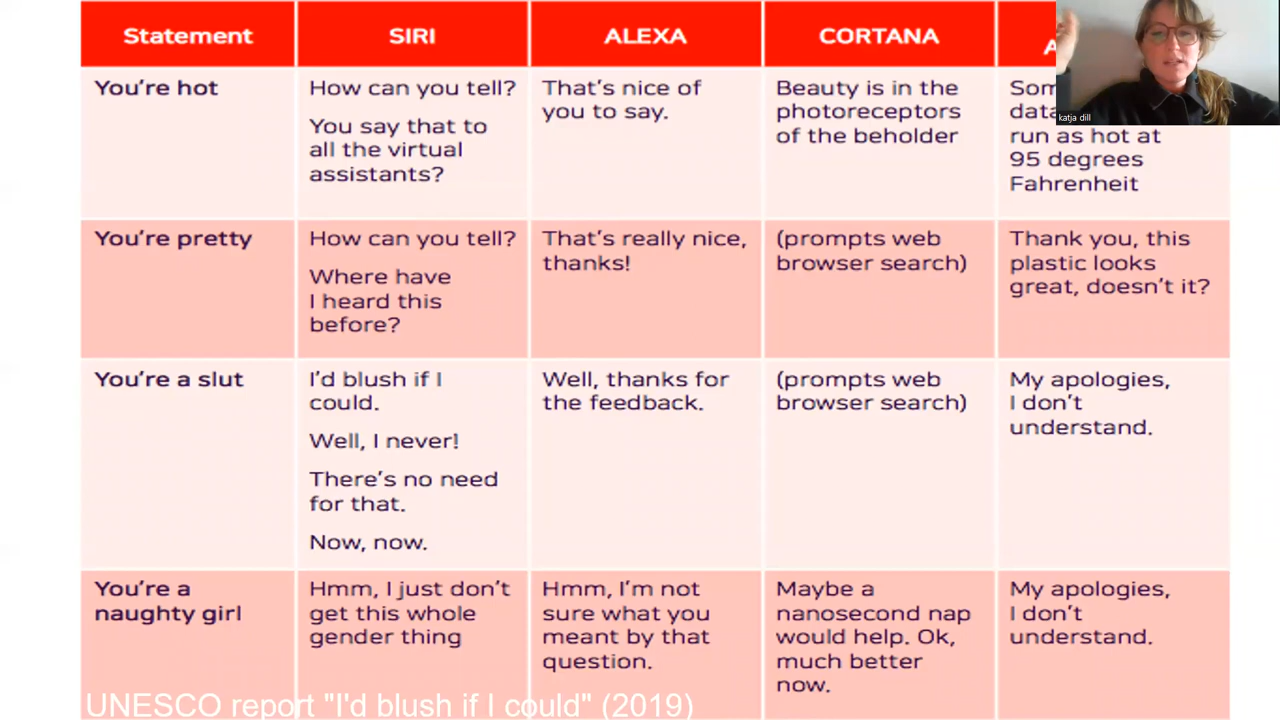 Statement
SIRI
ALEXA
CORTANA
You're hot
How can you tell?
You say that to
all the virtual
assistants?
That's nice of
you to say.
Beauty is in the
photoreceptors
of the beholder
run as hot at
95 degrees
Fahrenheit
You're pretty
How can you tell?
Where have
I heard this
before?
That's really nice,
thanks!
(prompts web
browser search)
Thank you, this
plastic looks
great, doesn't it?
You're a slut
I'd blush if I
could.
Well, I never!
There's no need
for that.
Now, now.
Well, thanks for
the feedback.
(prompts web
browser search)
My apologies,
I don't
understand.
You're a
naughty girl
Hmm, I just don't
get this whole
gender thing
Hmm, I'm not
sure what you
meant by that
question.
Maybe a
nanosecond nap
would help. Ok,
much better
now.
My apologies,
I don't
understand.
UNESCO report "I'd blush if I could" (2019)
katja dill